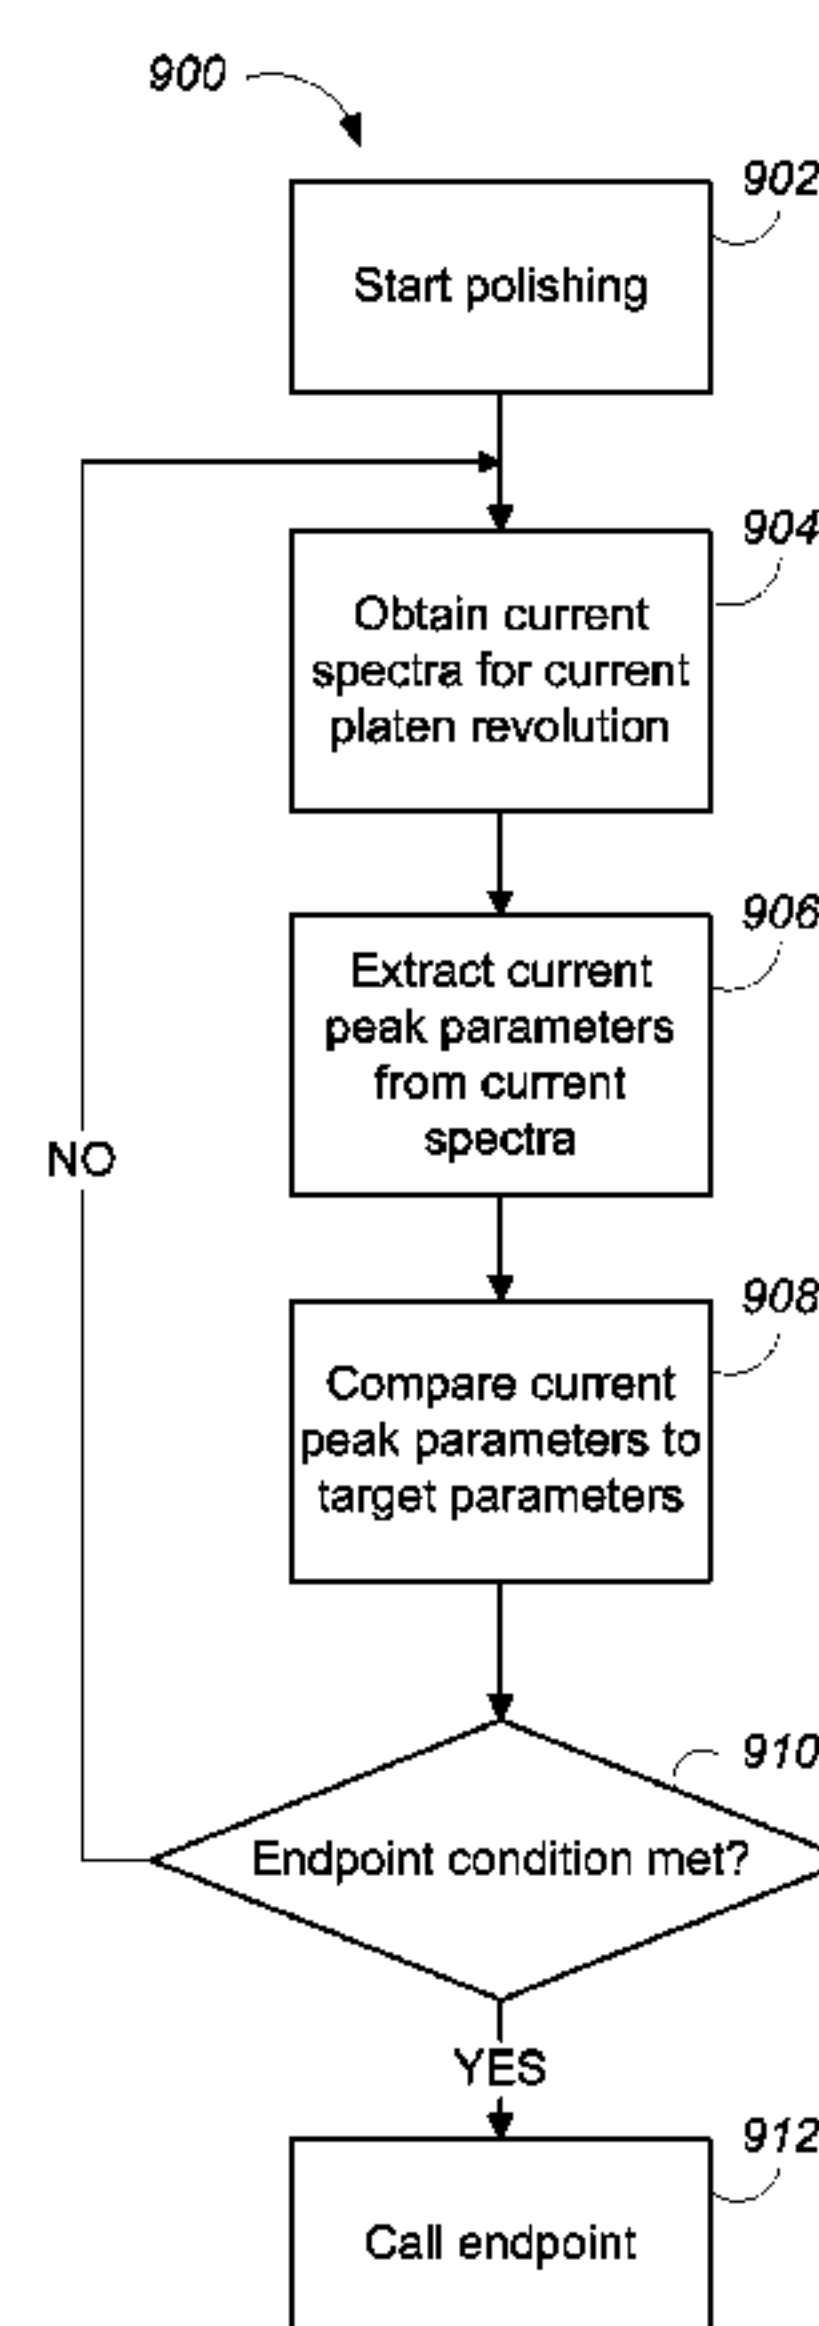 900
902
Start polishing
904
Obtain current
spectra for current
platen revolution
906
Extract current
peak parameters
from current
spectra
NO
908
Compare current
peak parameters to
target parameters
910
Endpoint condition met?
YES
912
Call endpoint